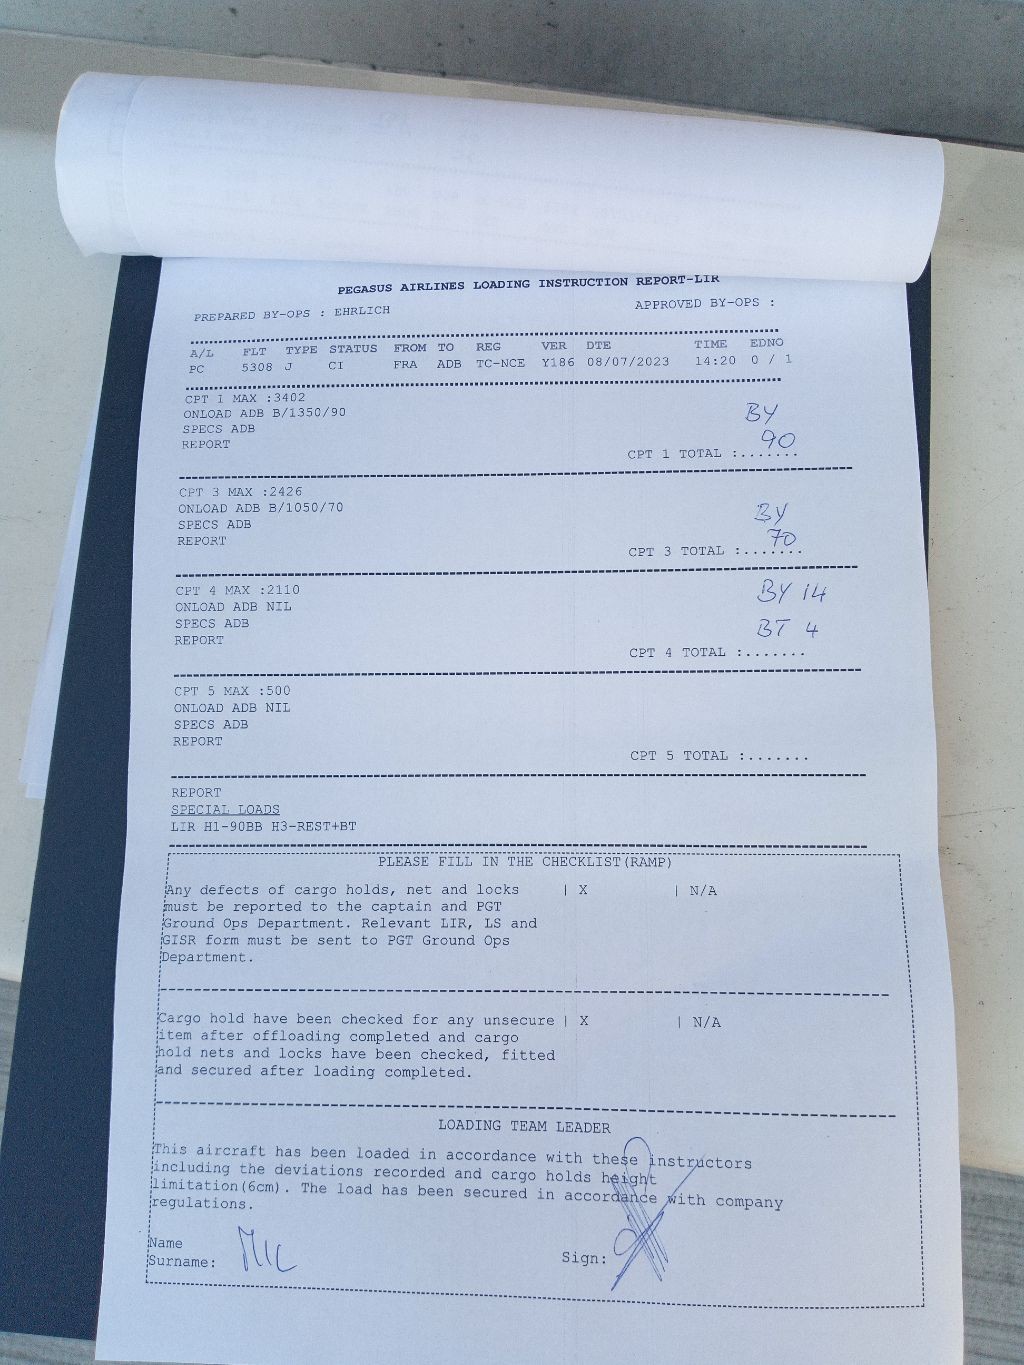 PEGASUS AIRLINES LOADING INSTRUCTION REPORT-LIR
PREPARED BY-OPS : EHRLICH APPROVED BY-OPS :
A/L FLT TYPE STATUS FROM TO REG VER DTE TIME EDNO
PC 5308 J CI FRA ADB TC-NCE Y186 08/07/2023 14:20 0 / 1
CPT 1 MAX :3402
ONLOAD ADB B/1350/90 BY
SPECS ADB
REPORT 90
CPT 1 TOTAL :.......
CPT 3 MAX :2426
ONLOAD ADB B/1050/70 BY
SPECS ADB
REPORT 70
CPT 3 TOTAL :.......
CPT 4 MAX :2110 BY 14
ONLOAD ADB NIL
SPECS ADB BT 4
REPORT
CPT 4 TOTAL :.......
CPT 5 MAX :500
ONLOAD ADB NIL
SPECS ADB
REPORT
CPT 5 TOTAL :.......
REPORT
SPECIAL LOADS
LIR H1-90BB H3-REST+BT
PLEASE FILL IN THE CHECKLIST(RAMP)
Any defects of cargo holds, net and locks | X | N/A
must be reported to the captain and PGT
Ground Ops Department. Relevant LIR, LS and
GISR form must be sent to PGT Ground Ops
Department.
Cargo hold have been checked for any unsecure | X | N/A
item after offloading completed and cargo
hold nets and locks have been checked, fitted
and secured after loading completed.
LOADING TEAM LEADER
This aircraft has been loaded in accordance with these instructors
including the deviations recorded and cargo holds height
limitation(6cm). The load has been secured in accordance with company
regulations.
Name
Surname: Sign: